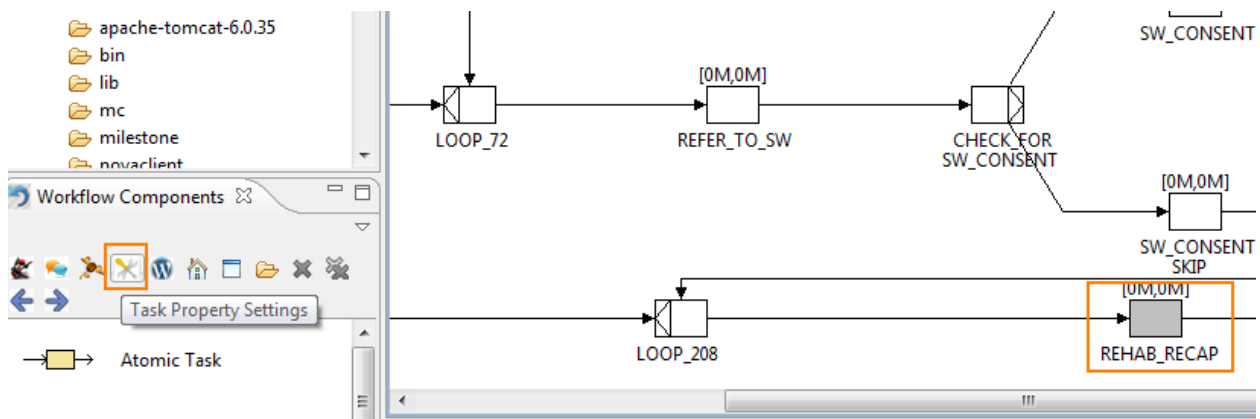 apache-tomcat-6.0.35
bin
lib
mc
milestone
novaclient
Workflow Components
Task Property Settings
Atomic Task
SW_CONSENT
[0M,0M]
LOOP_72
REFER_TO_SW
CHECK_FOR
SW_CONSENT
[0M,0M]
SW_CONSENT
SKIP
[0M,0M]
LOOP_208
REHAB_RECAP